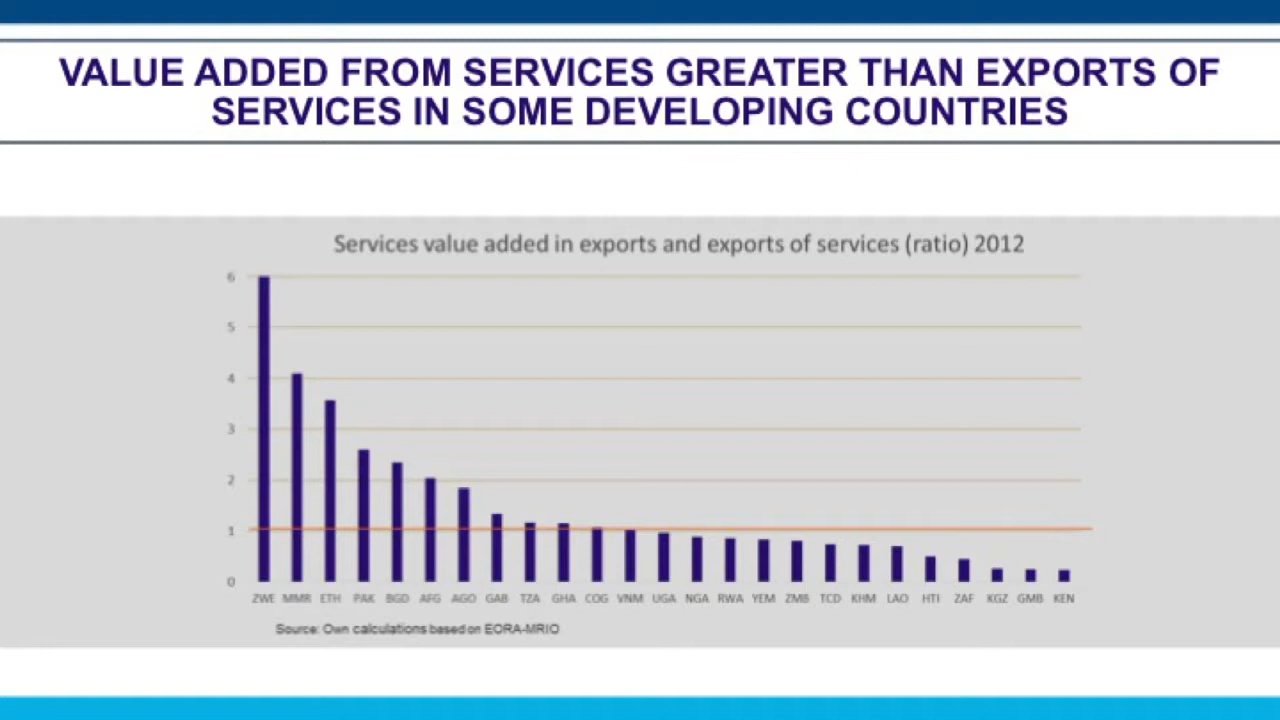 VALUE ADDED FROM SERVICES GREATER THAN EXPORTS OF
SERVICES IN SOME DEVELOPING COUNTRIES
Services value added in exports and exports of services (ratio) 2012
6
5
4
3
2
1
0
ZWE MMR ETH PAK BGD AFG AGO GAB TZA GHA COG VNM UGA NGA RWA YEM ZMB TCD KHM LAO HTI ZAF KGZ GMB KEN
Source: Own calculations based on EORA-MRIO